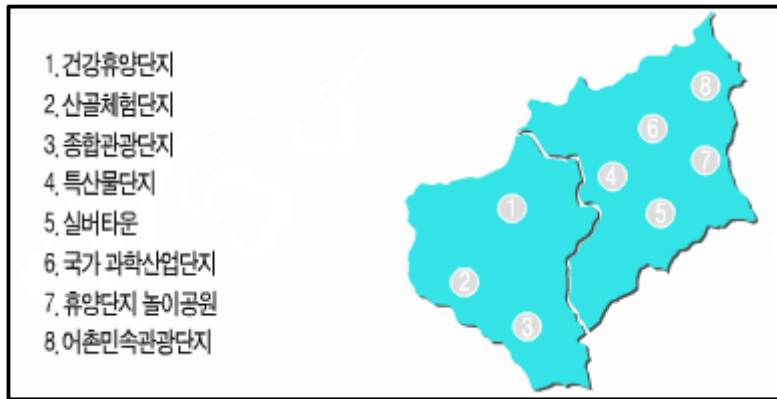 1. 건강휴양단지
2. 산골체험단지
3. 종합관광단지
4. 특산물단지
5. 실버타운
6. 국가 과학산업단지
7. 휴양단지 놀이공원
8. 어촌민속관광단지
8
6
7
4
1
5
2
3